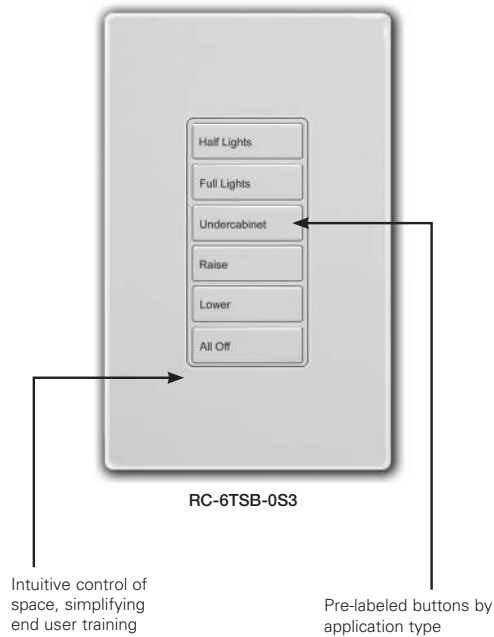 Half Lights
Full Lights
Undercabinet
Raise
Lower
All Off
RC-6TSB-0S3
Intuitive control of
space, simplifying
end user training
Pre-labeled buttons by
application type